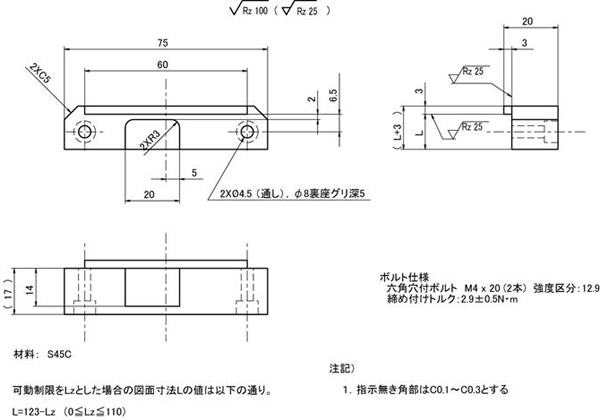 Rz 100 ( Rz 25 )
75
60
2XC5
2
6.5
2XR3
5
20
2XØ4.5 (通し)、φ8裏座グリ深5
20
3
Rz 25
3
Rz 25
L
( L+3 )
( 17 )
14
ボルト仕様
六角穴付ボルト M4 x 20 (2本) 強度区分:12.9
締め付けトルク:2.9±0.5N・m
材料: S45C
注記)
可動制限をLzとした場合の図面寸法Lの値は以下の通り。
1. 指示無き角部はC0.1~C0.3とする
L=123-Lz (0≦Lz≦110)